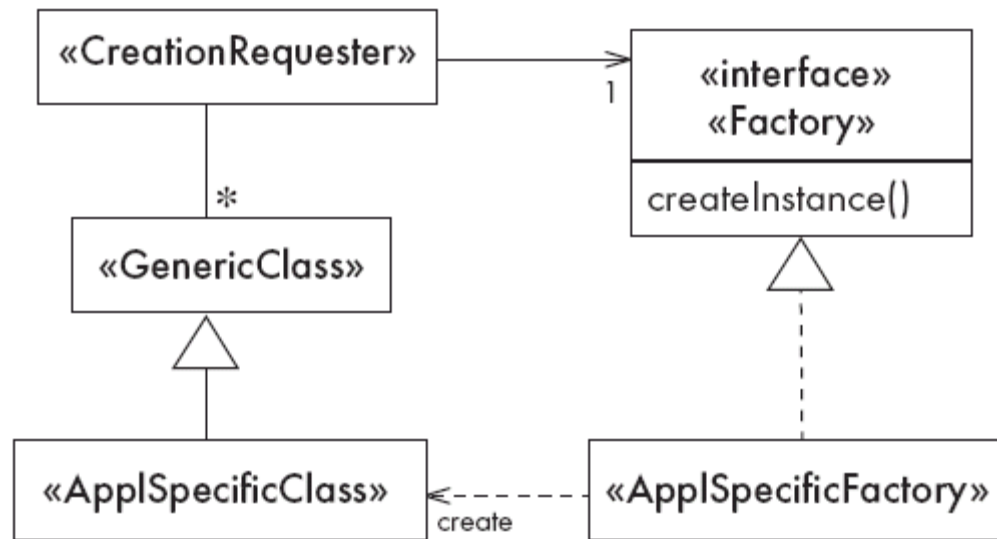 «CreationRequester»
1
«interface»
«Factory»
createInstance()
*
«GenericClass»
«ApplSpecificClass»
create
«ApplSpecificFactory»